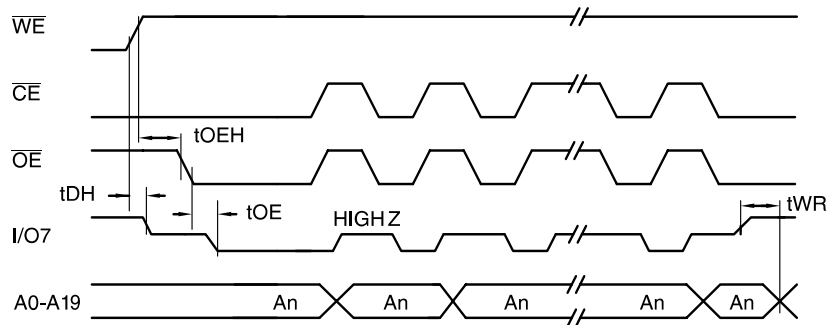 WE
CE
tOEH
OE
tDH
tOE
tWR
I/O7
HIGH Z
A0-A19
An An An An An